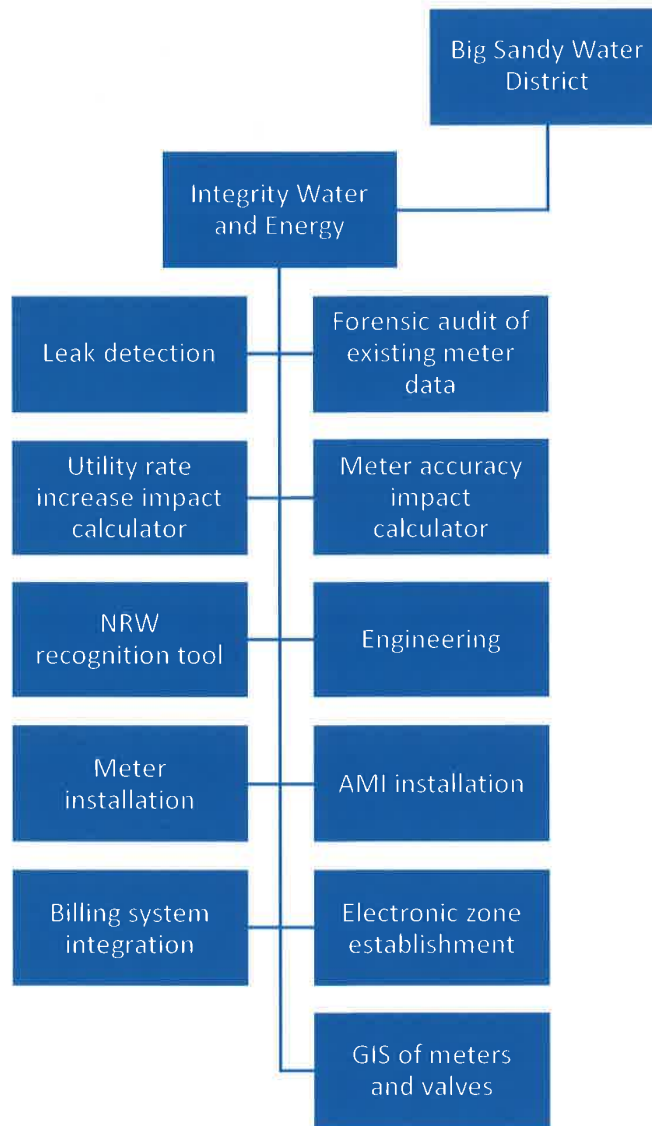 Big Sandy Water
District
Integrity Water
and Energy
Leak detection
Forensic audit of
existing meter
data
Utility rate
increase impact
calculator
Meter accuracy
impact
calculator
NRW
recognition tool
Engineering
Meter
installation
AMI installation
Billing system
integration
Electronic zone
establishment
GIS of meters
and valves